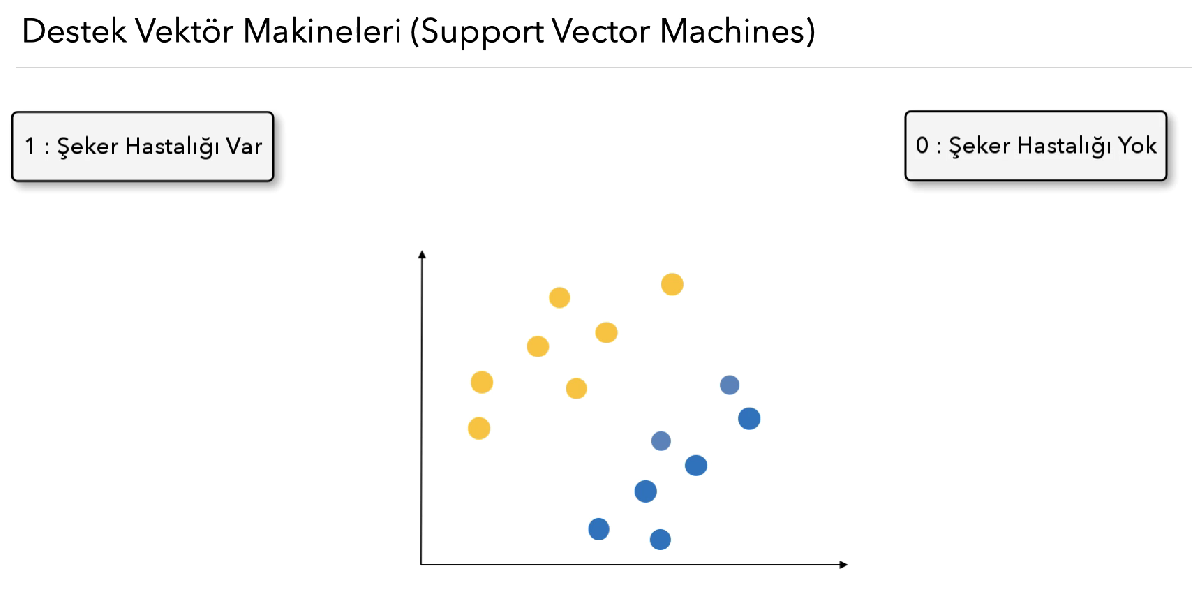 Destek Vektör Makineleri (Support Vector Machines)
1 : Şeker Hastalığı Var
0 : Şeker Hastalığı Yok